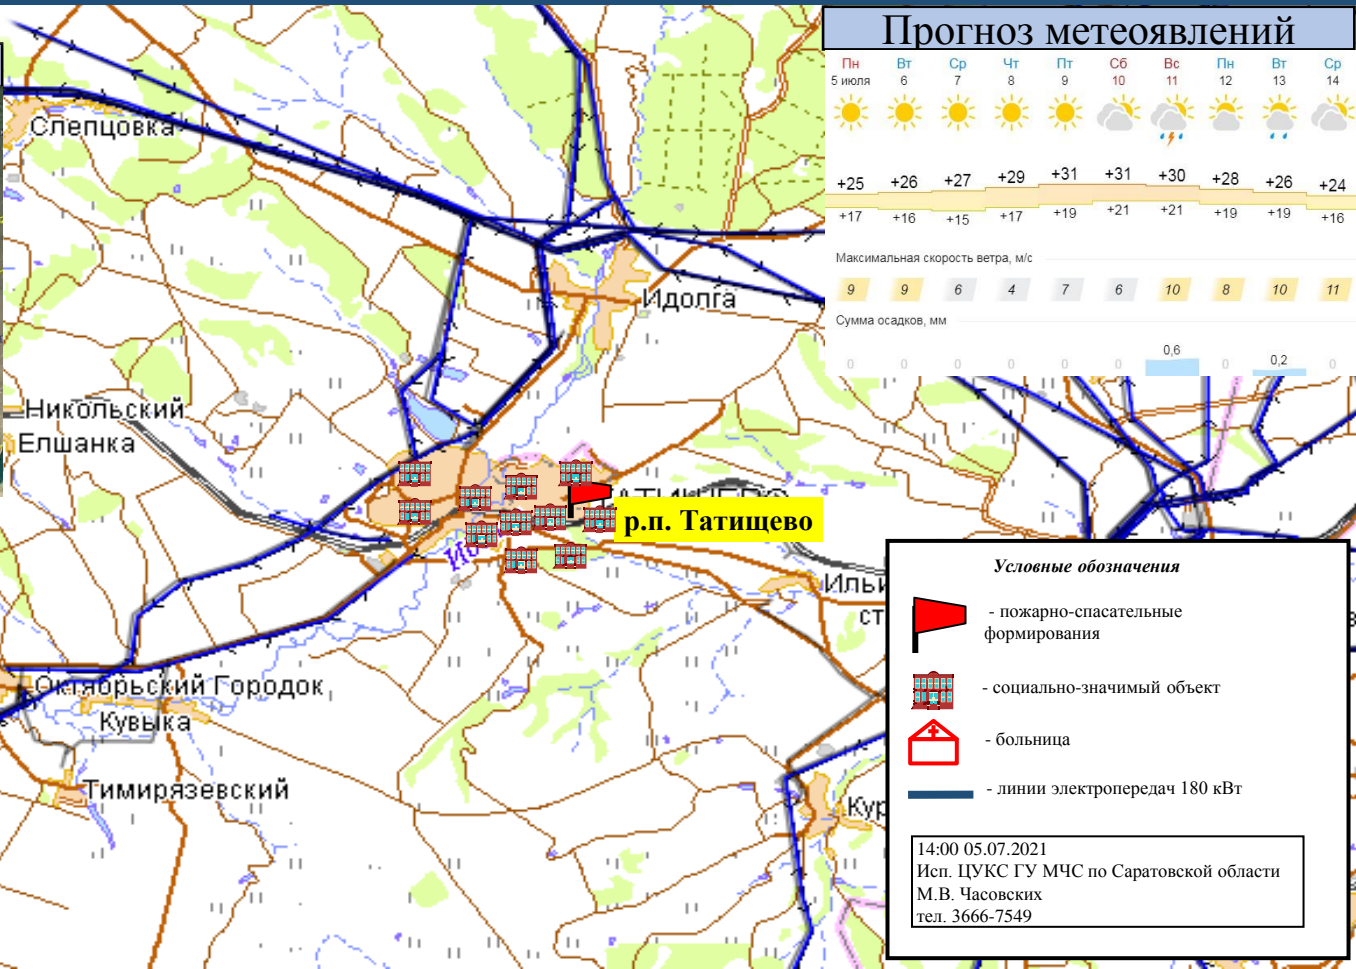 Прогноз метеоявлений
Пн Вт Ср Чт Пт Сб Вс Пн Вт Ср
5 июля 6 7 8 9 10 11 12 13 14
+25 +26 +27 +29 +31 +31 +30 +28 +26 +24
+17 +16 +15 +17 +19 +21 +21 +19 +19 +16
Максимальная скорость ветра, м/с
9 9 6 4 7 6 10 8 10 11
Сумма осадков, мм
0 0 0 0 0 0 0,6 0 0,2 0
Слепцовка
Идолга
Никольский
Елшанка
р.п. Татищево
Октябрьский Городок
Кувыка
Тимирязевский
Условные обозначения
- пожарно-спасательные
формирования
- социально-значимый объект
- больница
- линии электропередач 180 кВт
14:00 05.07.2021
Исп. ЦУКС ГУ МЧС по Саратовской области
М.В. Часовских
тел. 3666-7549